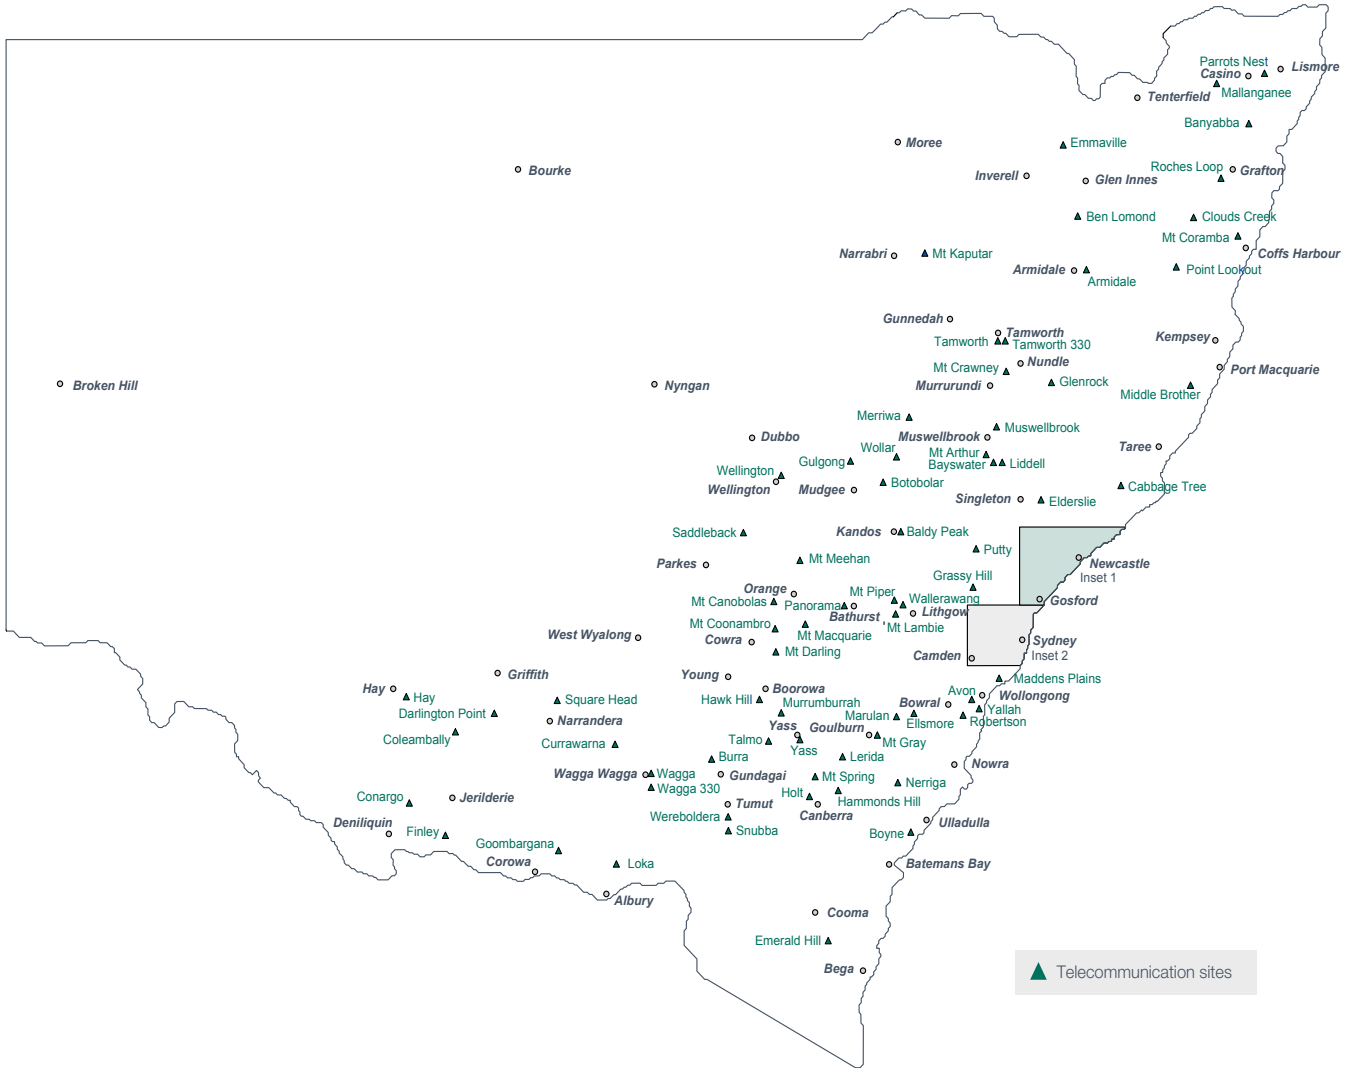 Parrots Nest
Lismore
Casino
Mallanganee
Tenterfield
Banyabba
Moree
Emmaville
Bourke
Roches Loop
Grafton
Inverell
Glen Innes
Ben Lomond
Clouds Creek
Mt Coramba
Narrabri
Mt Kaputar
Coffs Harbour
Armidale
Point Lookout
Armidale
Gunnedah
Tamworth
Tamworth
Tamworth 330
Kempsey
Nundle
Mt Crawney
Port Macquarie
Broken Hill
Nyngan
Murrurundi
Glenrock
Middle Brother
Merriwa
Muswellbrook
Dubbo
Muswellbrook
Taree
Wollar
Mt Arthur
Gulgong
Bayswater
Liddell
Wellington
Wellington
Mudgee
Botobolar
Cabbage Tree
Singleton
Elderslie
Saddleback
Kandos
Baldy Peak
Putty
Mt Meehan
Parkes
Newcastle
Inset 1
Grassy Hill
Orange
Mt Piper
Mt Canobolas
Panorama
Wallerawang
Gosford
Bathurst
Lithgow
Mt Coonambro
Mt Macquarie
Mt Lambie
West Wyalong
Cowra
Sydney
Mt Darling
Camden
Inset 2
Griffith
Young
Maddens Plains
Hay
Hay
Boorowa
Avon
Wollongong
Square Head
Hawk Hill
Murrumburrah
Bowral
Yallah
Darlington Point
Marulan
Ellsmore
Robertson
Narrandera
Yass
Goulburn
Coleambally
Currawarna
Talmo
Yass
Mt Gray
Burra
Lerida
Nowra
Wagga Wagga
Wagga
Gundagai
Mt Spring
Wagga 330
Nerriga
Conargo
Jerilderie
Tumut
Holt
Hammonds Hill
Wereboldera
Canberra
Deniliquin
Finley
Snubba
Boyne
Ulladulla
Goombargana
Corowa
Loka
Batemans Bay
Albury
Cooma
Emerald Hill
Bega
Telecommunication sites